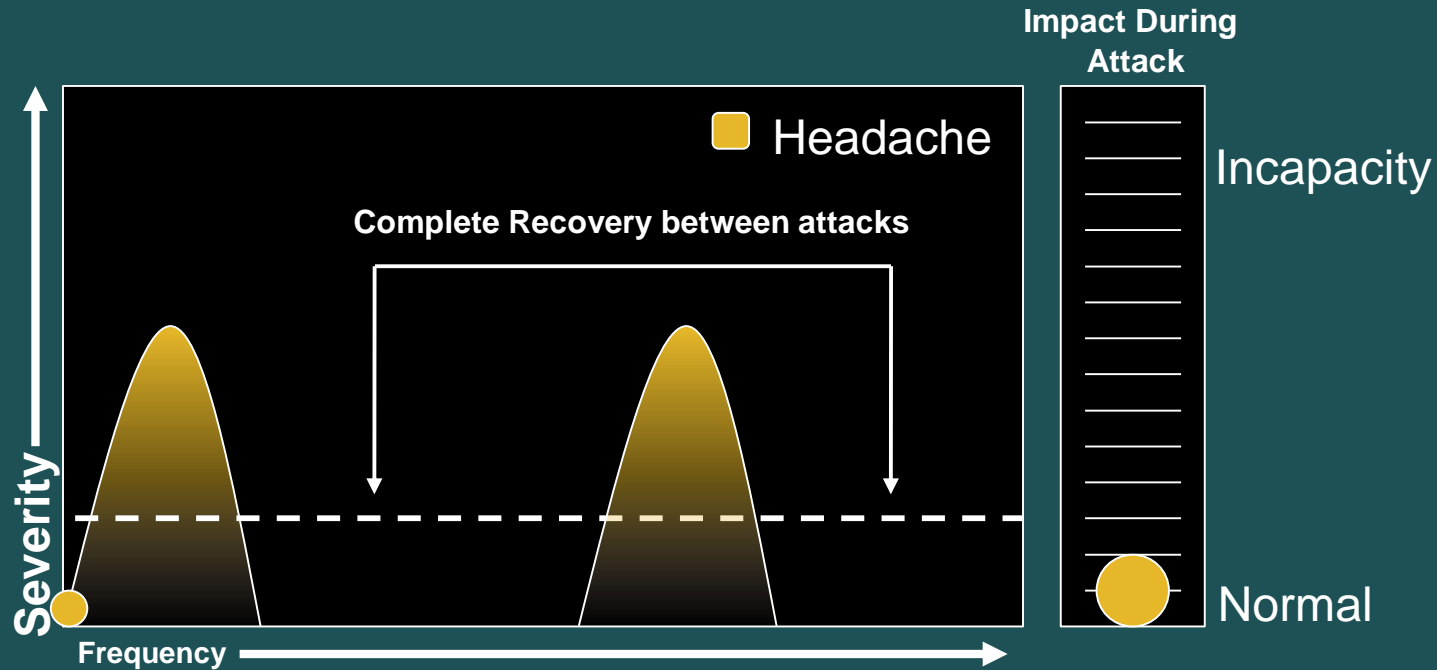 Impact During
Attack
Headache
Incapacity
Complete Recovery between attacks
Severity
Normal
Frequency